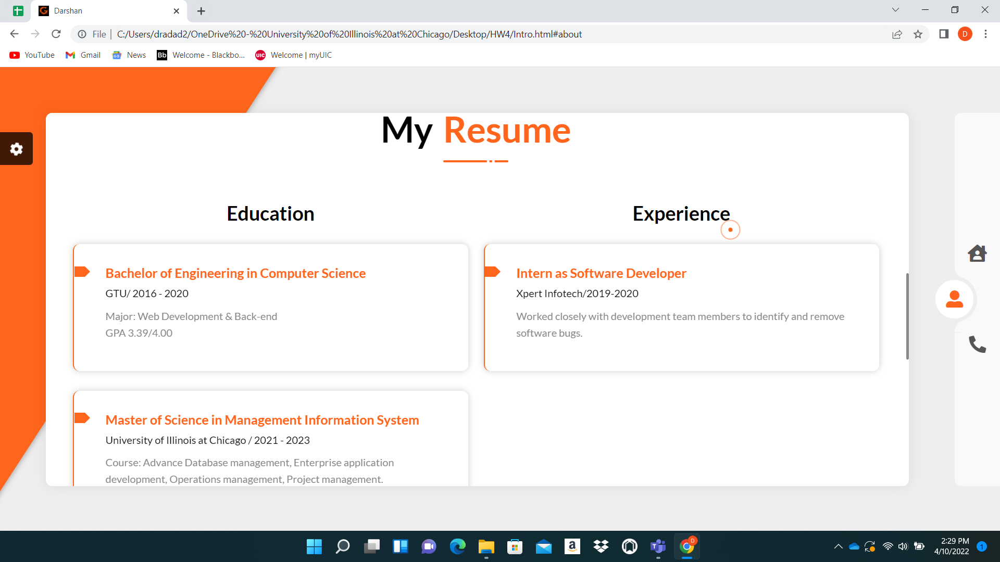 Darshan
File | C:/Users/dradad2/OneDrive%20-%20University%20of%20Illinois%20at%20Chicago/Desktop/HW4/Intro.html#about
D
YouTube Gmail News Bb Welcome - Blackbo... UIC Welcome | myUIC
My Resume
Education
Bachelor of Engineering in Computer Science
GTU/ 2016 - 2020
Major: Web Development & Back-end
GPA 3.39/4.00
Master of Science in Management Information System
University of Illinois at Chicago / 2021 - 2023
Course: Advance Database management, Enterprise application
development, Operations management, Project management.
Experience
Intern as Software Developer
Xpert Infotech/2019-2020
Worked closely with development team members to identify and remove
software bugs.
D
2:29 PM
4/10/2022
1